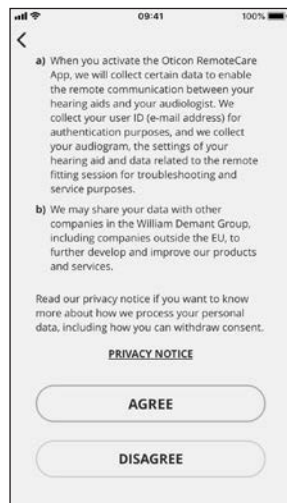 09:41
100%
a) When you activate the Oticon RemoteCare
App, we will collect certain data to enable
the remote communication between your
hearing aids and your audiologist. We
collect your user ID (e-mail address) for
authentication purposes, and we collect
your audiogram, the settings of your
hearing aid and data related to the remote
fitting session for troubleshooting and
service purposes.
b) We may share your data with other
companies in the William Demant Group,
including companies outside the EU, to
further develop and improve our products
and services.
Read our privacy notice if you want to know
more about how we process your personal
data, including how you can withdraw consent.
PRIVACY NOTICE
AGREE
DISAGREE